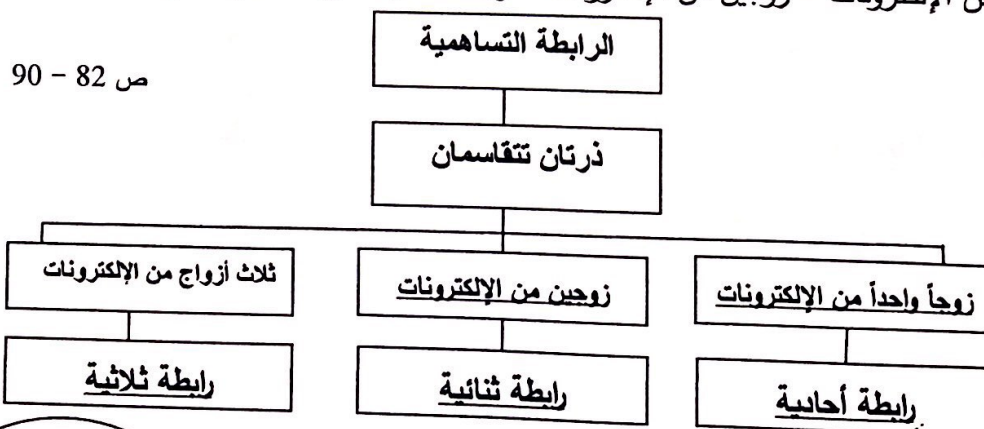 الرابطة التساهمية
ص 82 – 90
ذرتان تتقاسمان
زوجاً واحداً من الإلكترونات
زوجين من الإلكترونات
ثلاث أزواج من الإلكترونات
رابطة أحادية
رابطة ثنائية
رابطة ثلاثية